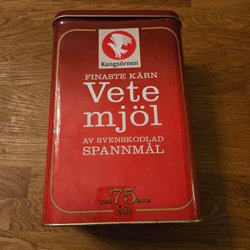 Kungsörnen
FINASTE KÄRN
Vete
mjöl
AV SVENSKODLAD
SPANNMÅL
75
ÅR